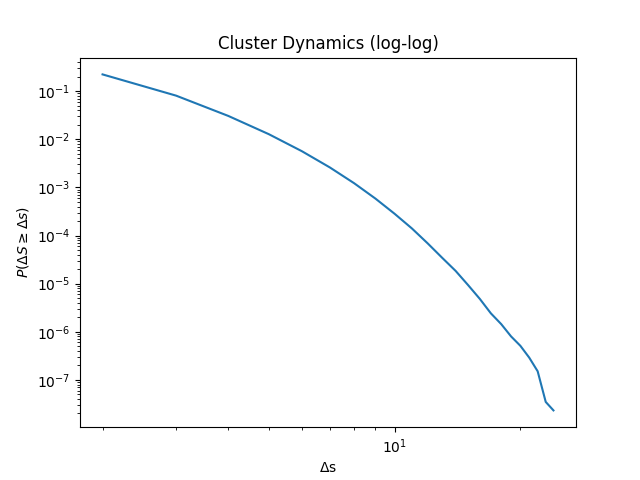 Cluster Dynamics (log-log)
10⁻¹
10⁻²
10⁻³
10⁻⁴
10⁻⁵
10⁻⁶
10⁻⁷
P(ΔS ≥ Δs)
10¹
Δs